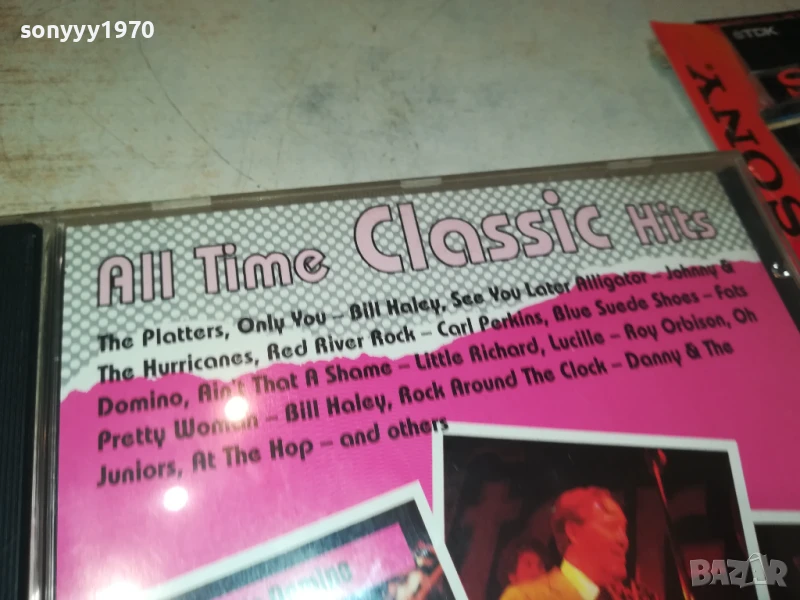 sonyyy1970
TDK
SONY
All Time Classic Hits
The Platters, Only You – Bill Haley, See You Later Alligator – Johnny &
The Hurricanes, Red River Rock – Carl Perkins, Blue Suede Shoes – Fats
Domino, Ain't That A Shame – Little Richard, Lucille – Roy Orbison, Oh
Pretty Woman – Bill Haley, Rock Around The Clock – Danny & The
Juniors, At The Hop – and others
Domino
BAZAR